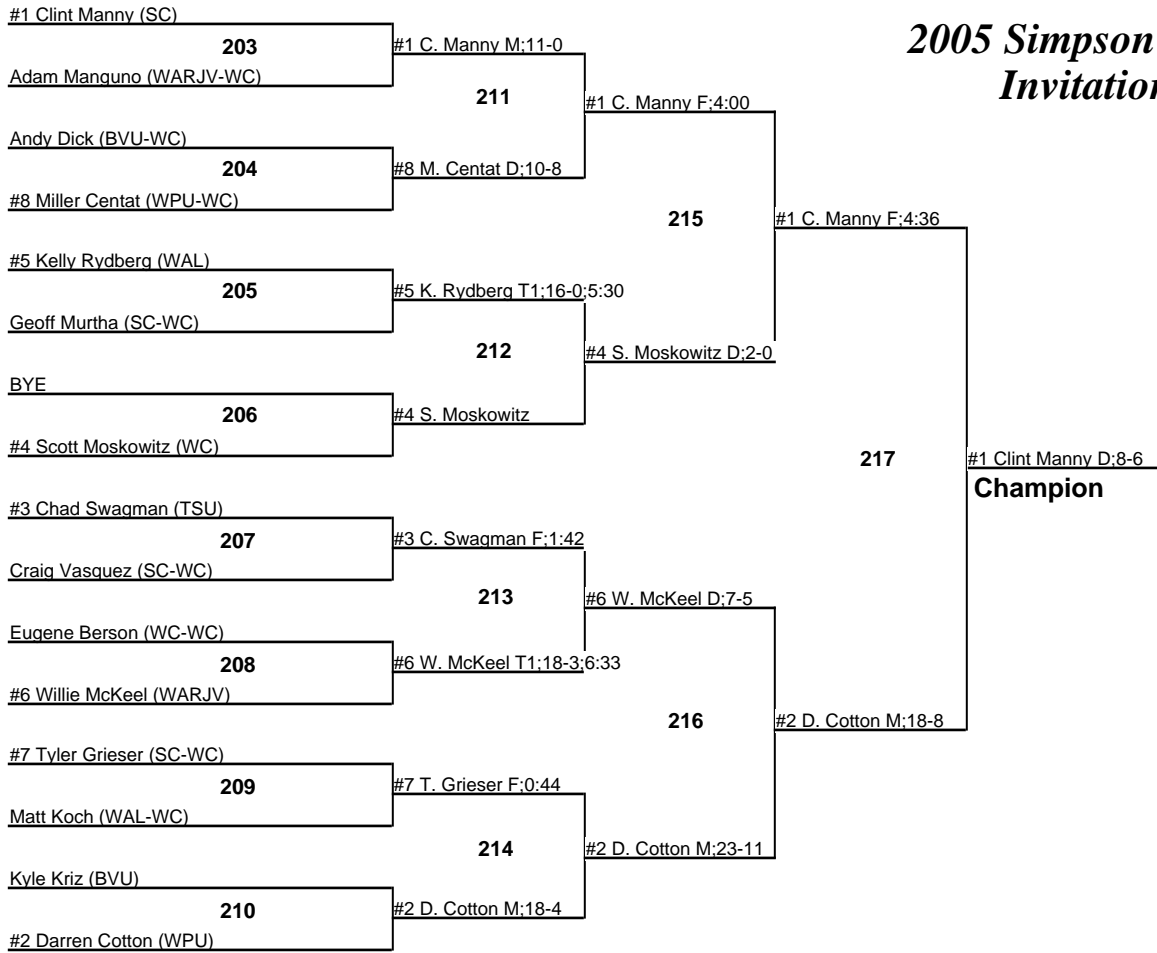 2005 Simpson
Invitation
#1 Clint Manny (SC)
203
Adam Manguno (WARJV-WC)
#1 C. Manny M;11-0
211
Andy Dick (BVU-WC)
204
#8 Miller Centat (WPU-WC)
#8 M. Centat D;10-8
#1 C. Manny F;4:00
215
#5 Kelly Rydberg (WAL)
205
Geoff Murtha (SC-WC)
#5 K. Rydberg T1;16-0;5:30
212
BYE
206
#4 Scott Moskowitz (WC)
#4 S. Moskowitz
#4 S. Moskowitz D;2-0
#1 C. Manny F;4:36
217
#1 Clint Manny D;8-6
Champion
#3 Chad Swagman (TSU)
207
Craig Vasquez (SC-WC)
#3 C. Swagman F;1:42
213
Eugene Berson (WC-WC)
208
#6 Willie McKeel (WARJV)
#6 W. McKeel T1;18-3;6:33
#6 W. McKeel D;7-5
216
#7 Tyler Grieser (SC-WC)
209
Matt Koch (WAL-WC)
#7 T. Grieser F;0:44
214
Kyle Kriz (BVU)
210
#2 Darren Cotton (WPU)
#2 D. Cotton M;18-4
#2 D. Cotton M;23-11
#2 D. Cotton M;18-8